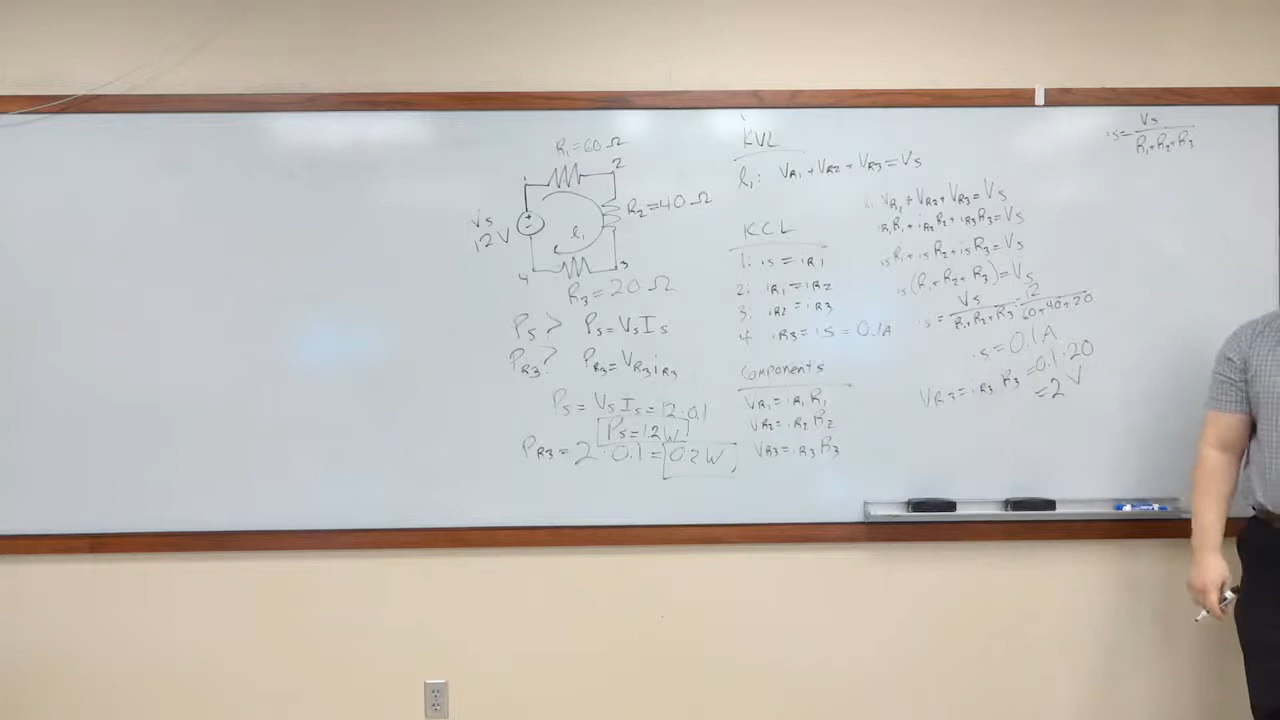 R₁=60Ω
1
2
Vs
12V
+
-
R₂=40Ω
l₁
4
3
R₃=20Ω
Ps> Ps=VsIs
PR3? PR3=VR3iR3
Ps=VsIs=12·0.1
Ps=1.2W
PR3=2·0.1=0.2W
KVL
l₁: VR1+VR2+VR3=Vs
KCL
1: is=iR1
2: iR1=iR2
3: iR2=iR3
4 iR3=is=0.1A
Components
VR1=iR1R1
VR2=iR2R2
VR3=iR3R3
VR1+VR2+VR3=Vs
iR1R1+iR2R2+iR3R3=Vs
isR1+isR2+isR3=Vs
is(R1+R2+R3)=Vs
is=Vs/(R1+R2+R3)=12/(60+40+20)
is=0.1A
VR3=iR3R3=0.1·20
=2V
is=Vs/(R1+R2+R3)